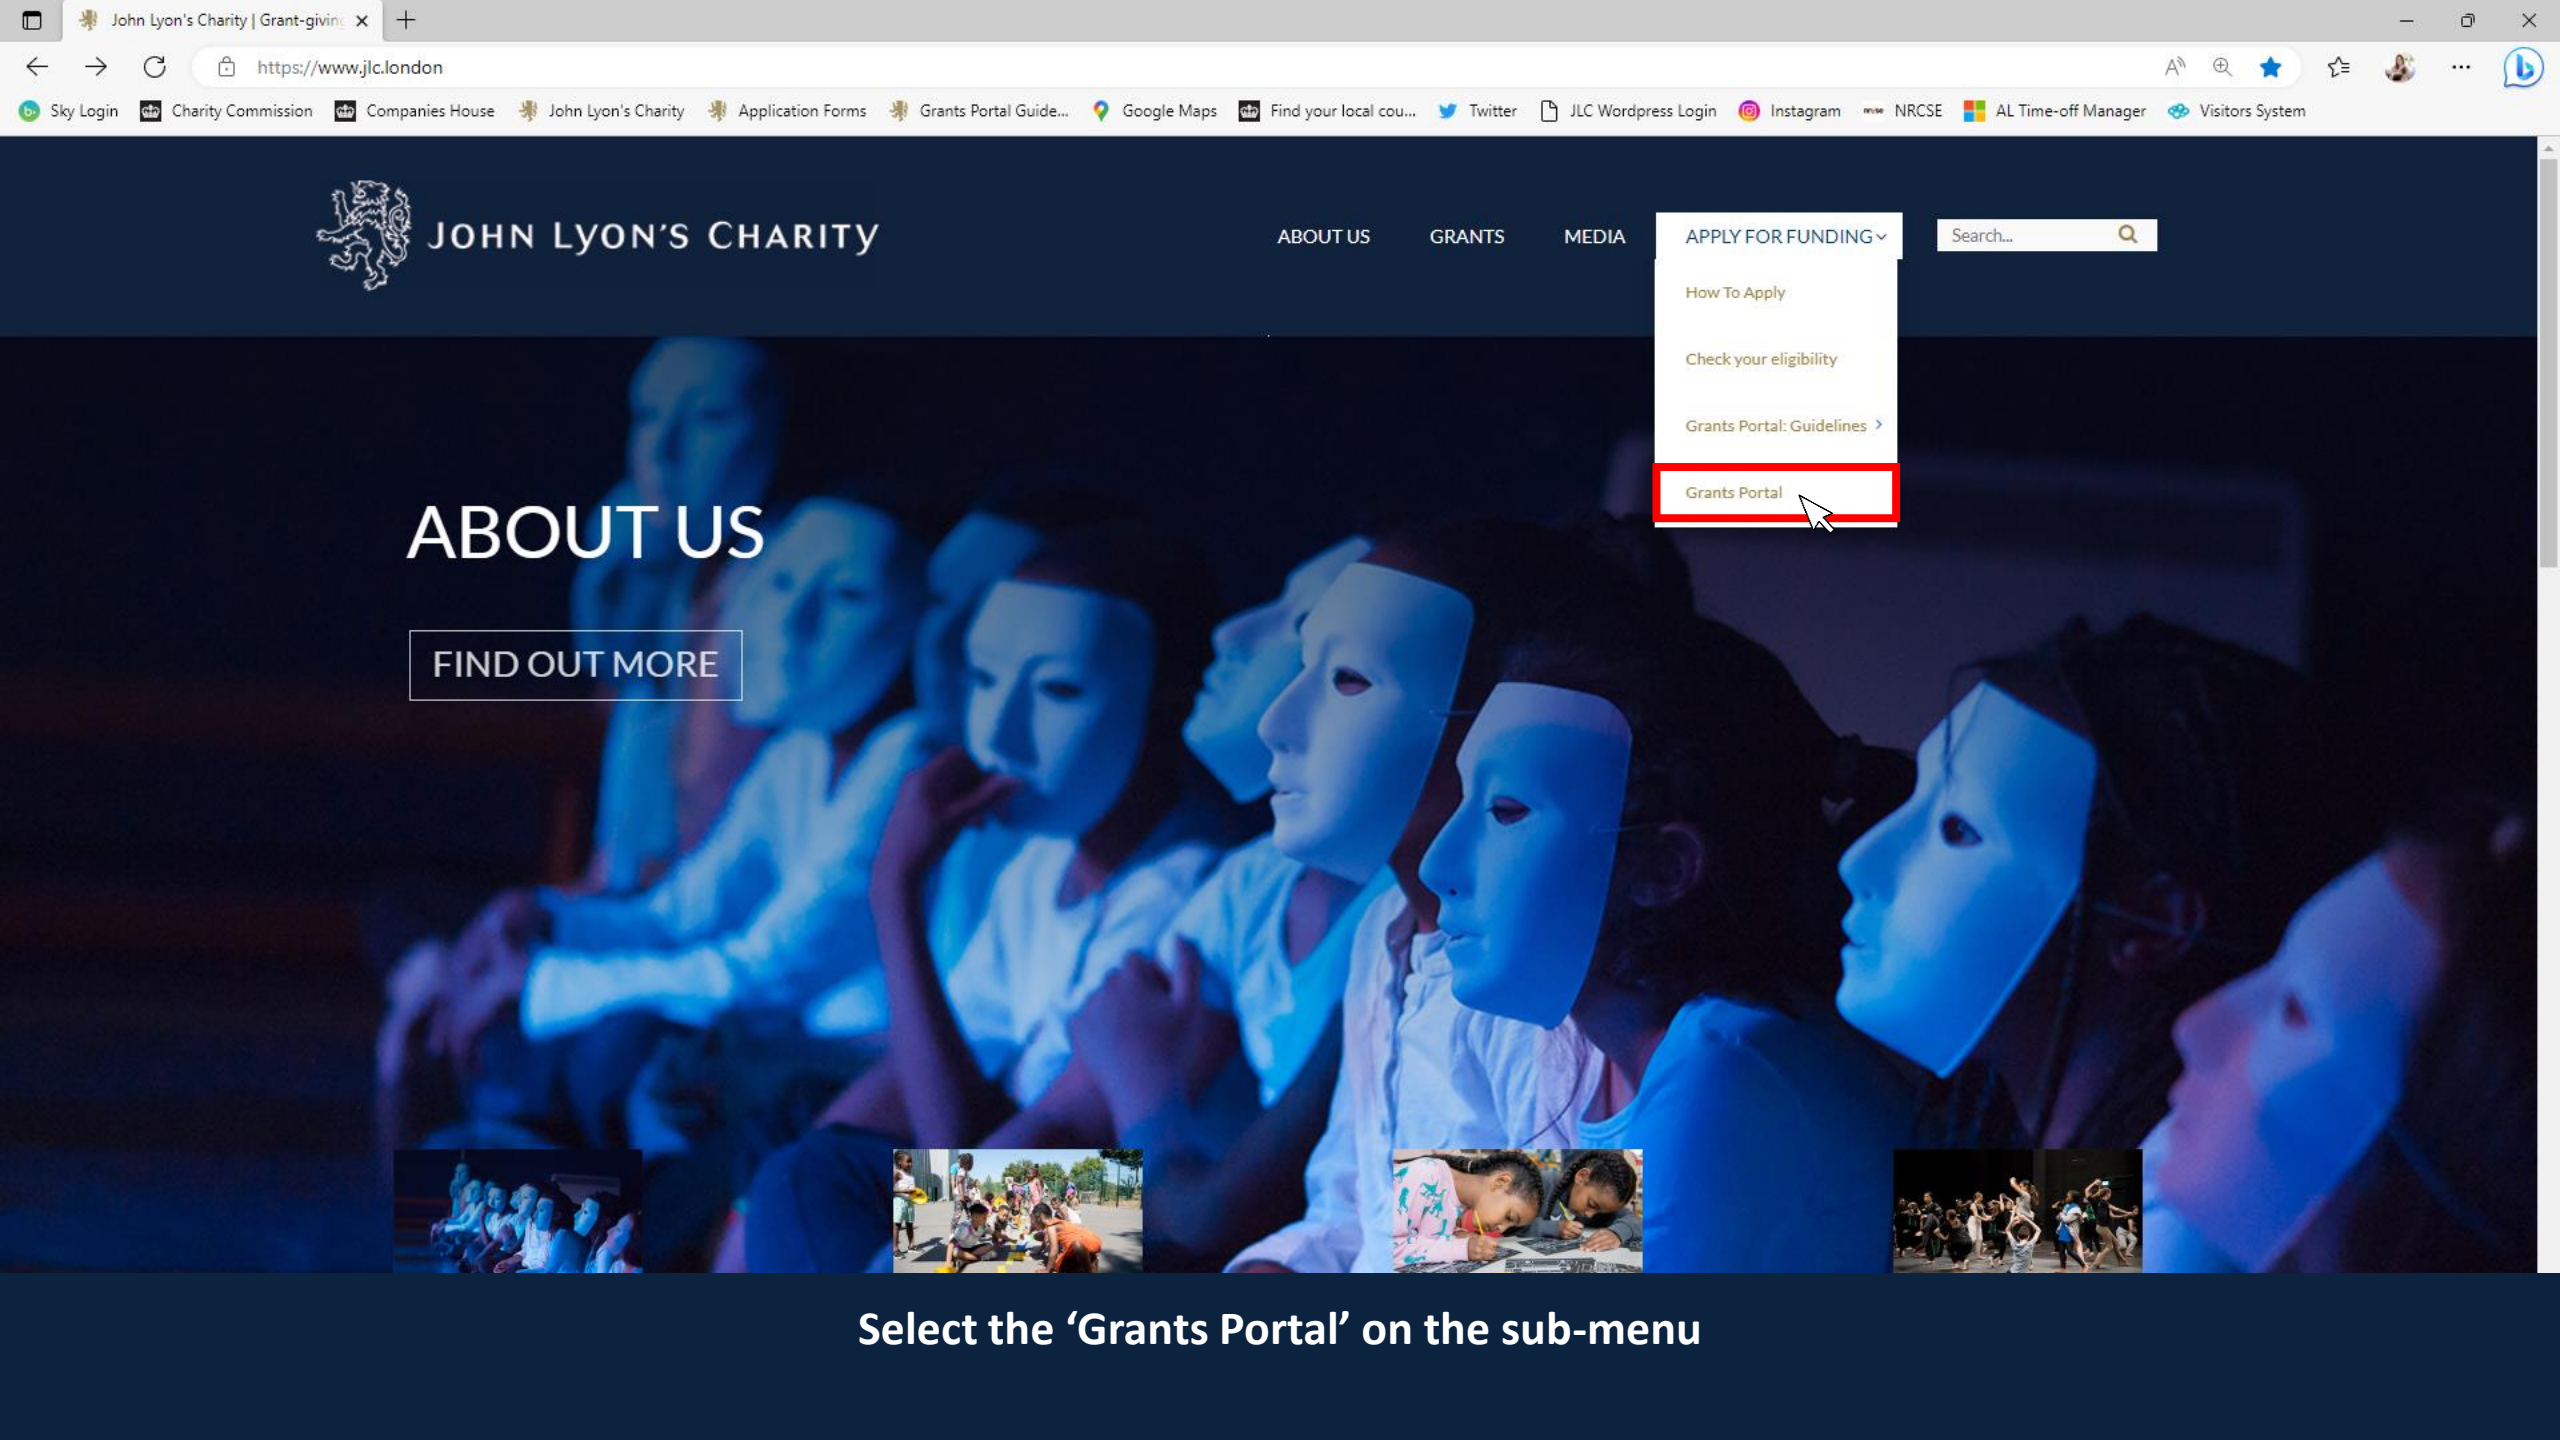 John Lyon's Charity | Grant-giving
https://www.jlc.london
Sky Login Charity Commission Companies House John Lyon's Charity Application Forms Grants Portal Guide... Google Maps Find your local cou... Twitter JLC Wordpress Login Instagram NRCSE AL Time-off Manager Visitors System
JOHN LYON'S CHARITY
ABOUT US GRANTS MEDIA APPLY FOR FUNDING Search...
How To Apply
Check your eligibility
Grants Portal: Guidelines
Grants Portal
ABOUT US
FIND OUT MORE
Select the ‘Grants Portal’ on the sub-menu